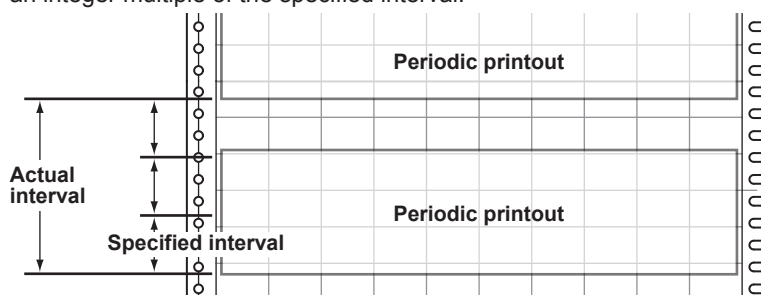 an integer multiple of the specified interval.
Periodic printout
Actual
interval
Periodic printout
Specified interval